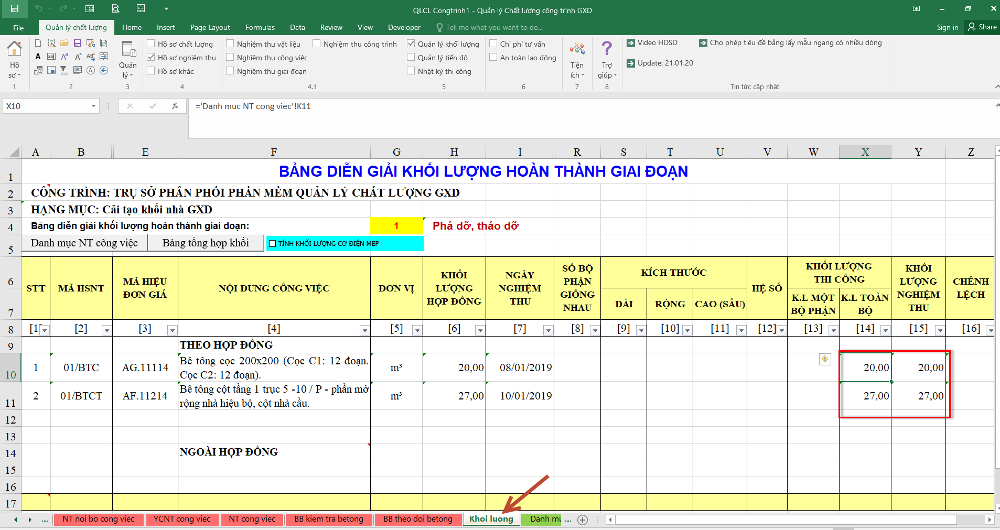 QLCL Congtrinh1 - Quản lý Chất lượng công trình GXD
File Quản lý chất lượng Home Insert Page Layout Formulas Data Review View Developer Tell me what you want to do... Sign in Share
Hồ sơ
1
2
Quản lý
3
Hồ sơ chất lượng
Hồ sơ nghiệm thu
Hồ sơ khác
4
Nghiệm thu vật liệu
Nghiệm thu công việc
Nghiệm thu giai đoạn
Nghiệm thu công trình
4.1
Quản lý khối lượng
Quản lý tiến độ
Nhật ký thi công
5
Chi phí tư vấn
An toàn lao động
6
Tiện ích
7
Trợ giúp
8
Video HDSD
Cho phép tiêu đề bảng lấy mẫu ngang có nhiều dòng
Update: 21.01.20
Tin tức cập nhật
X10 fx ='Danh muc NT cong viec'!K11
A B E F G H I R S T U V W X Y Z
1 BẢNG DIỄN GIẢI KHỐI LƯỢNG HOÀN THÀNH GIAI ĐOẠN
2 CÔNG TRÌNH: TRỤ SỞ PHÂN PHỐI PHẦN MỀM QUẢN LÝ CHẤT LƯỢNG GXD
3 HẠNG MỤC: Cải tạo khối nhà GXD
4 Bảng diễn giải khối lượng hoàn thành giai đoạn: 1 Phá dỡ, tháo dỡ
5 Danh mục NT công việc Bảng tổng hợp khối TÍNH KHỐI LƯỢNG CƠ ĐIỆN MEP
6
7
STT
MÃ HSNT
MÃ HIỆU
ĐƠN GIÁ
NỘI DUNG CÔNG VIỆC
ĐƠN VỊ
KHỐI
LƯỢNG
HỢP ĐỒNG
NGÀY
NGHIỆM
THU
SỐ BỘ
PHẬN
GIỐNG
NHAU
KÍCH THƯỚC
DÀI RỘNG CAO (SÂU)
HỆ SỐ
KHỐI LƯỢNG
THI CÔNG
K.L MỘT
BỘ PHẬN
K.L TOÀN
BỘ
KHỐI
LƯỢNG
NGHIỆM
THU
CHÊNH
LỆCH
8 [1] [2] [3] [4] [5] [6] [7] [8] [9] [10] [11] [12] [13] [14] [15] [16]
9 THEO HỢP ĐỒNG
10 1 01/BTC AG.11114 Bê tông cọc 200x200 (Cọc C1: 12 đoạn.
Cọc C2: 12 đoạn). m³ 20,00 08/01/2019 20,00 20,00
11 2 01/BTCT AF.11214 Bê tông cột tầng 1 trục 5 -10 / P - phần mở
rộng nhà hiệu bộ, cột nhà cầu. m³ 27,00 10/01/2019 27,00 27,00
12
13
14 NGOÀI HỢP ĐỒNG
15
16
17
... NT noi bo cong viec YCNT cong viec NT cong viec BB kiem tra betong BB theo doi betong Khoi luong Danh mu ...